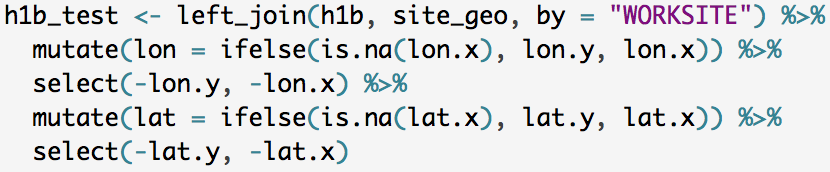 h1b_test <- left_join(h1b, site_geo, by = "WORKSITE") %>%
  mutate(lon = ifelse(is.na(lon.x), lon.y, lon.x)) %>%
  select(-lon.y, -lon.x) %>%
  mutate(lat = ifelse(is.na(lat.x), lat.y, lat.x)) %>%
  select(-lat.y, -lat.x)